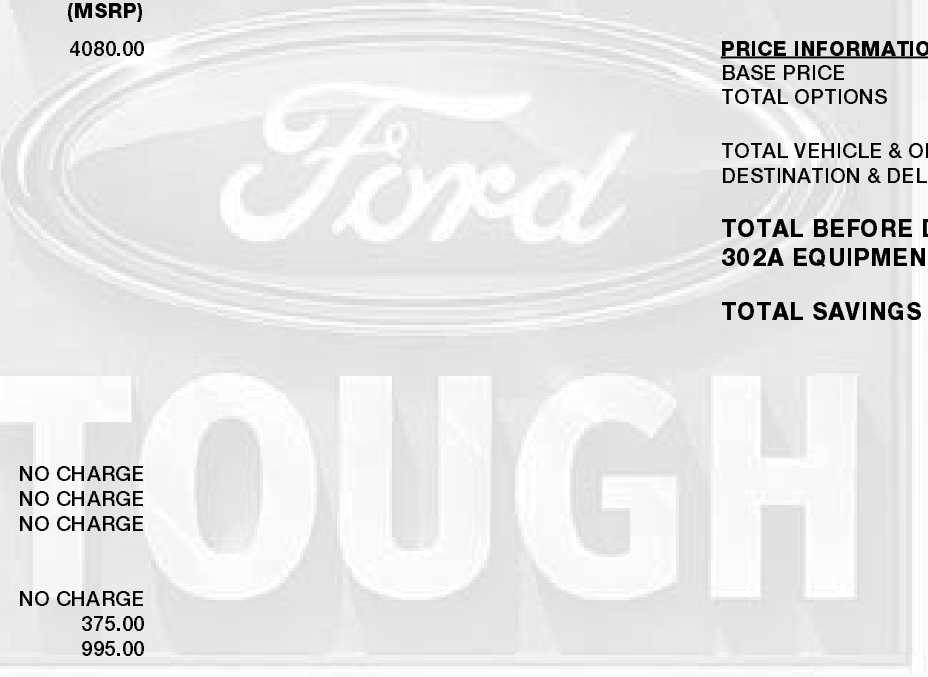 (MSRP)
4080.00
NO CHARGE
NO CHARGE
NO CHARGE
NO CHARGE
375.00
995.00
Ford
TOUGH
PRICE INFORMATIO
BASE PRICE
TOTAL OPTIONS
TOTAL VEHICLE & O
DESTINATION & DEL
TOTAL BEFORE D
302A EQUIPMEN
TOTAL SAVINGS